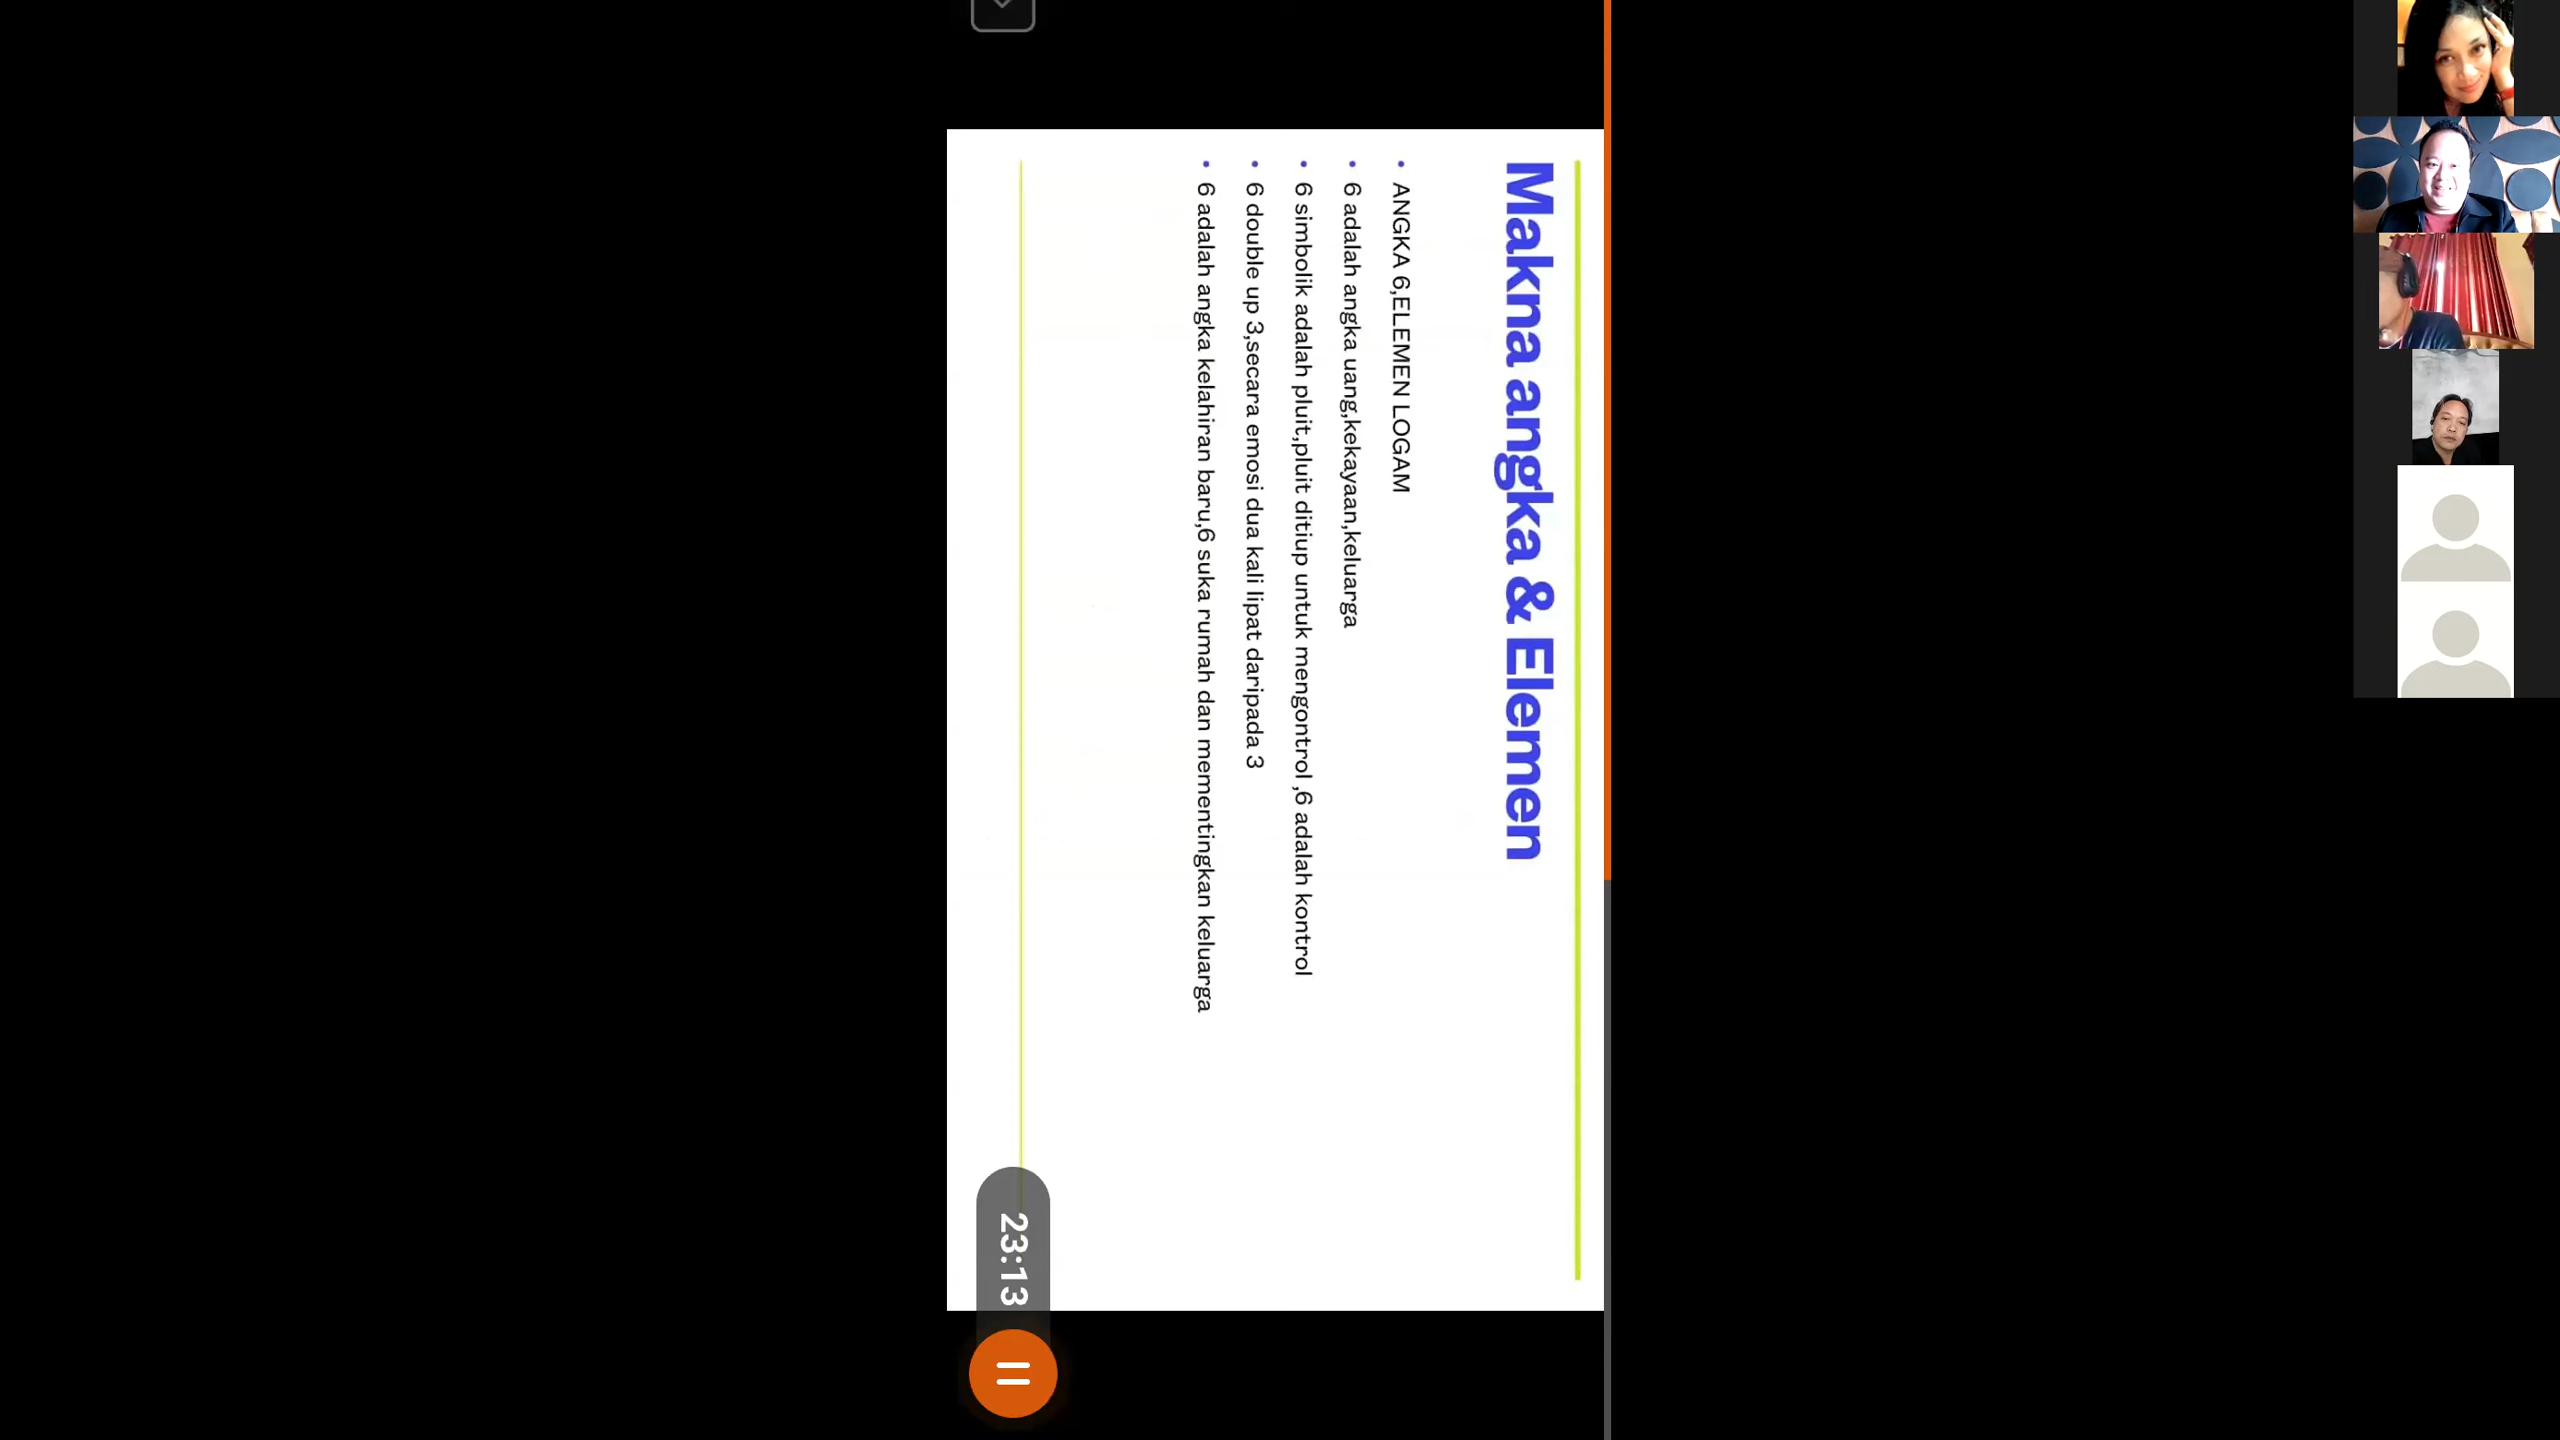 Makna angka & Elemen
• ANGKA 6,ELEMEN LOGAM
• 6 adalah angka uang,kekayaan,keluarga
• 6 simbolik adalah pluit,pluit ditiup untuk mengontrol ,6 adalah kontrol
• 6 double up 3,secara emosi dua kali lipat daripada 3
• 6 adalah angka kelahiran baru,6 suka rumah dan mementingkan keluarga
23:13